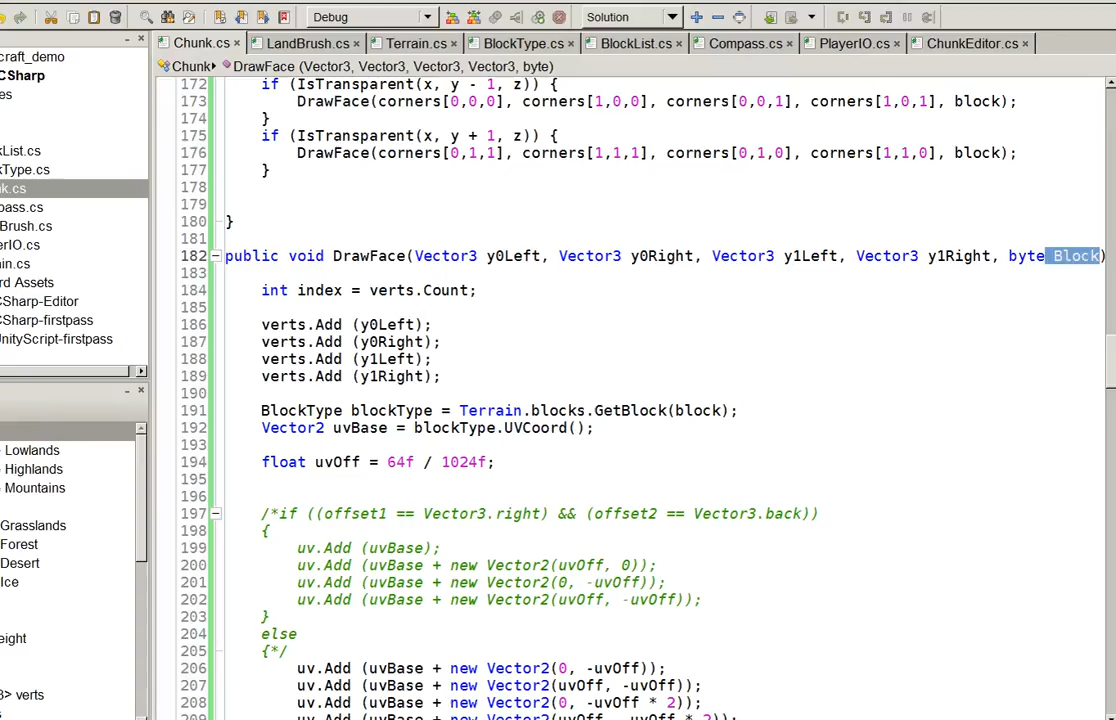 Debug
Solution
Chunk.cs × LandBrush.cs × Terrain.cs × BlockType.cs × BlockList.cs × Compass.cs × PlayerIO.cs × ChunkEditor.cs ×
Chunk DrawFace (Vector3, Vector3, Vector3, Vector3, byte)
craft_demo
CSharp
es
kList.cs
kType.cs
nk.cs
pass.cs
Brush.cs
erIO.cs
in.cs
rd Assets
CSharp-Editor
CSharp-firstpass
UnityScript-firstpass
Lowlands
Highlands
Mountains
Grasslands
Forest
Desert
Ice
eight
3> verts
172 if (IsTransparent(x, y - 1, z)) {
173 DrawFace(corners[0,0,0], corners[1,0,0], corners[0,0,1], corners[1,0,1], block);
174 }
175 if (IsTransparent(x, y + 1, z)) {
176 DrawFace(corners[0,1,1], corners[1,1,1], corners[0,1,0], corners[1,1,0], block);
177 }
178
179
180 }
181
182 public void DrawFace(Vector3 y0Left, Vector3 y0Right, Vector3 y1Left, Vector3 y1Right, byte Block)
183
184 int index = verts.Count;
185
186 verts.Add (y0Left);
187 verts.Add (y0Right);
188 verts.Add (y1Left);
189 verts.Add (y1Right);
190
191 BlockType blockType = Terrain.blocks.GetBlock(block);
192 Vector2 uvBase = blockType.UVCoord();
193
194 float uvOff = 64f / 1024f;
195
196
197 /*if ((offset1 == Vector3.right) && (offset2 == Vector3.back))
198 {
199 uv.Add (uvBase);
200 uv.Add (uvBase + new Vector2(uvOff, 0));
201 uv.Add (uvBase + new Vector2(0, -uvOff));
202 uv.Add (uvBase + new Vector2(uvOff, -uvOff));
203 }
204 else
205 {*/
206 uv.Add (uvBase + new Vector2(0, -uvOff));
207 uv.Add (uvBase + new Vector2(uvOff, -uvOff));
208 uv.Add (uvBase + new Vector2(0, -uvOff * 2));
209 uv.Add (uvBase + new Vector2(uvOff, -uvOff * 2));